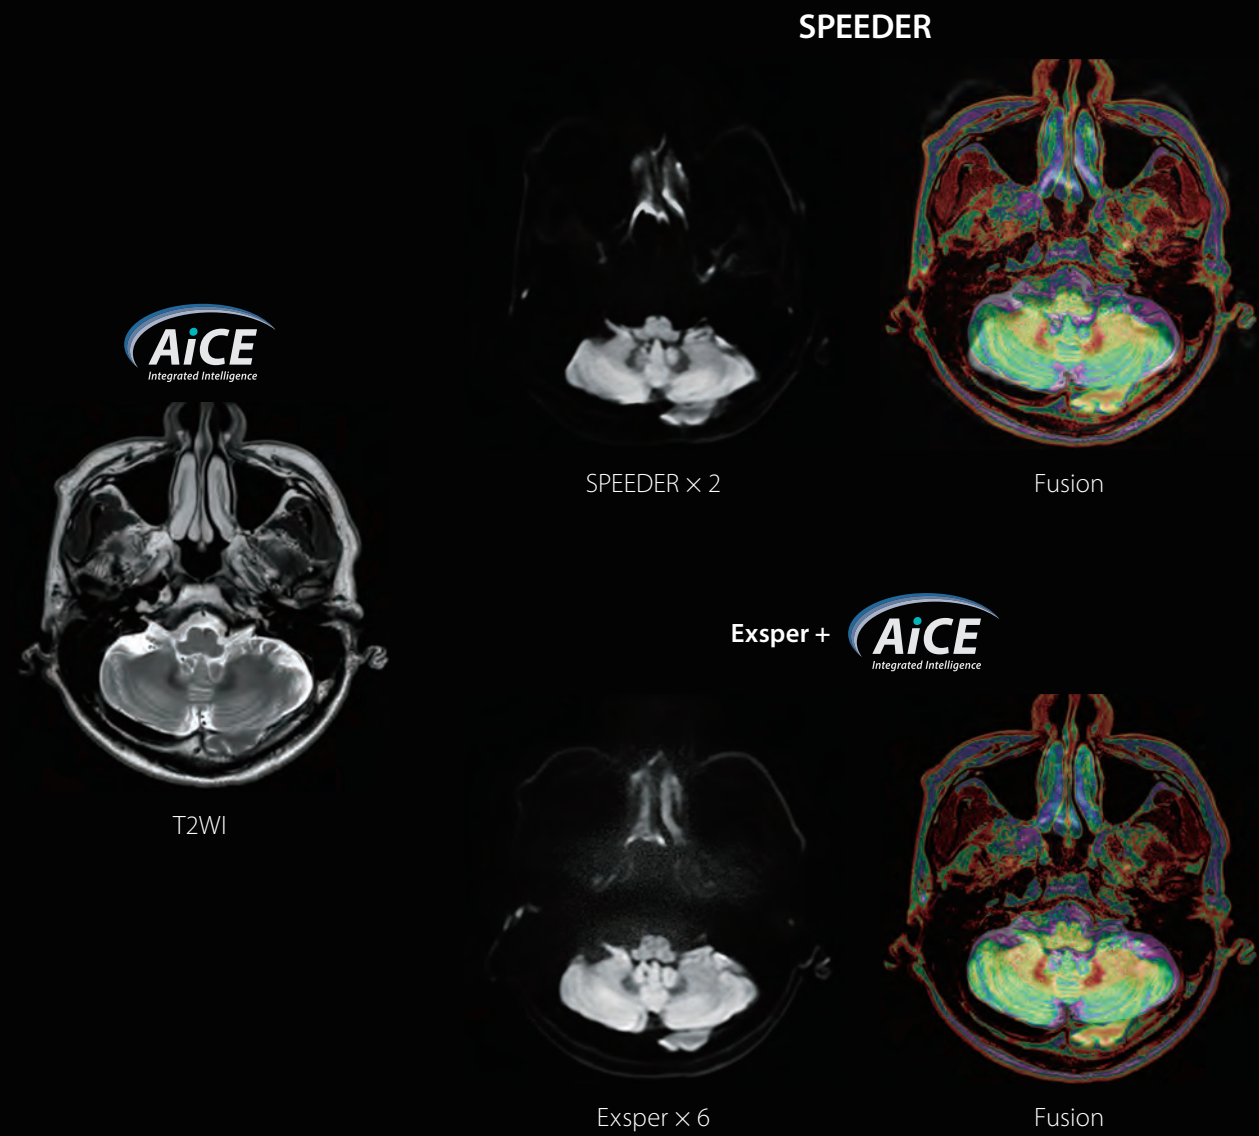 SPEEDER
AiCE
Integrated Intelligence
SPEEDER × 2
Fusion
Exsper +
AiCE
Integrated Intelligence
T2WI
Exsper × 6
Fusion